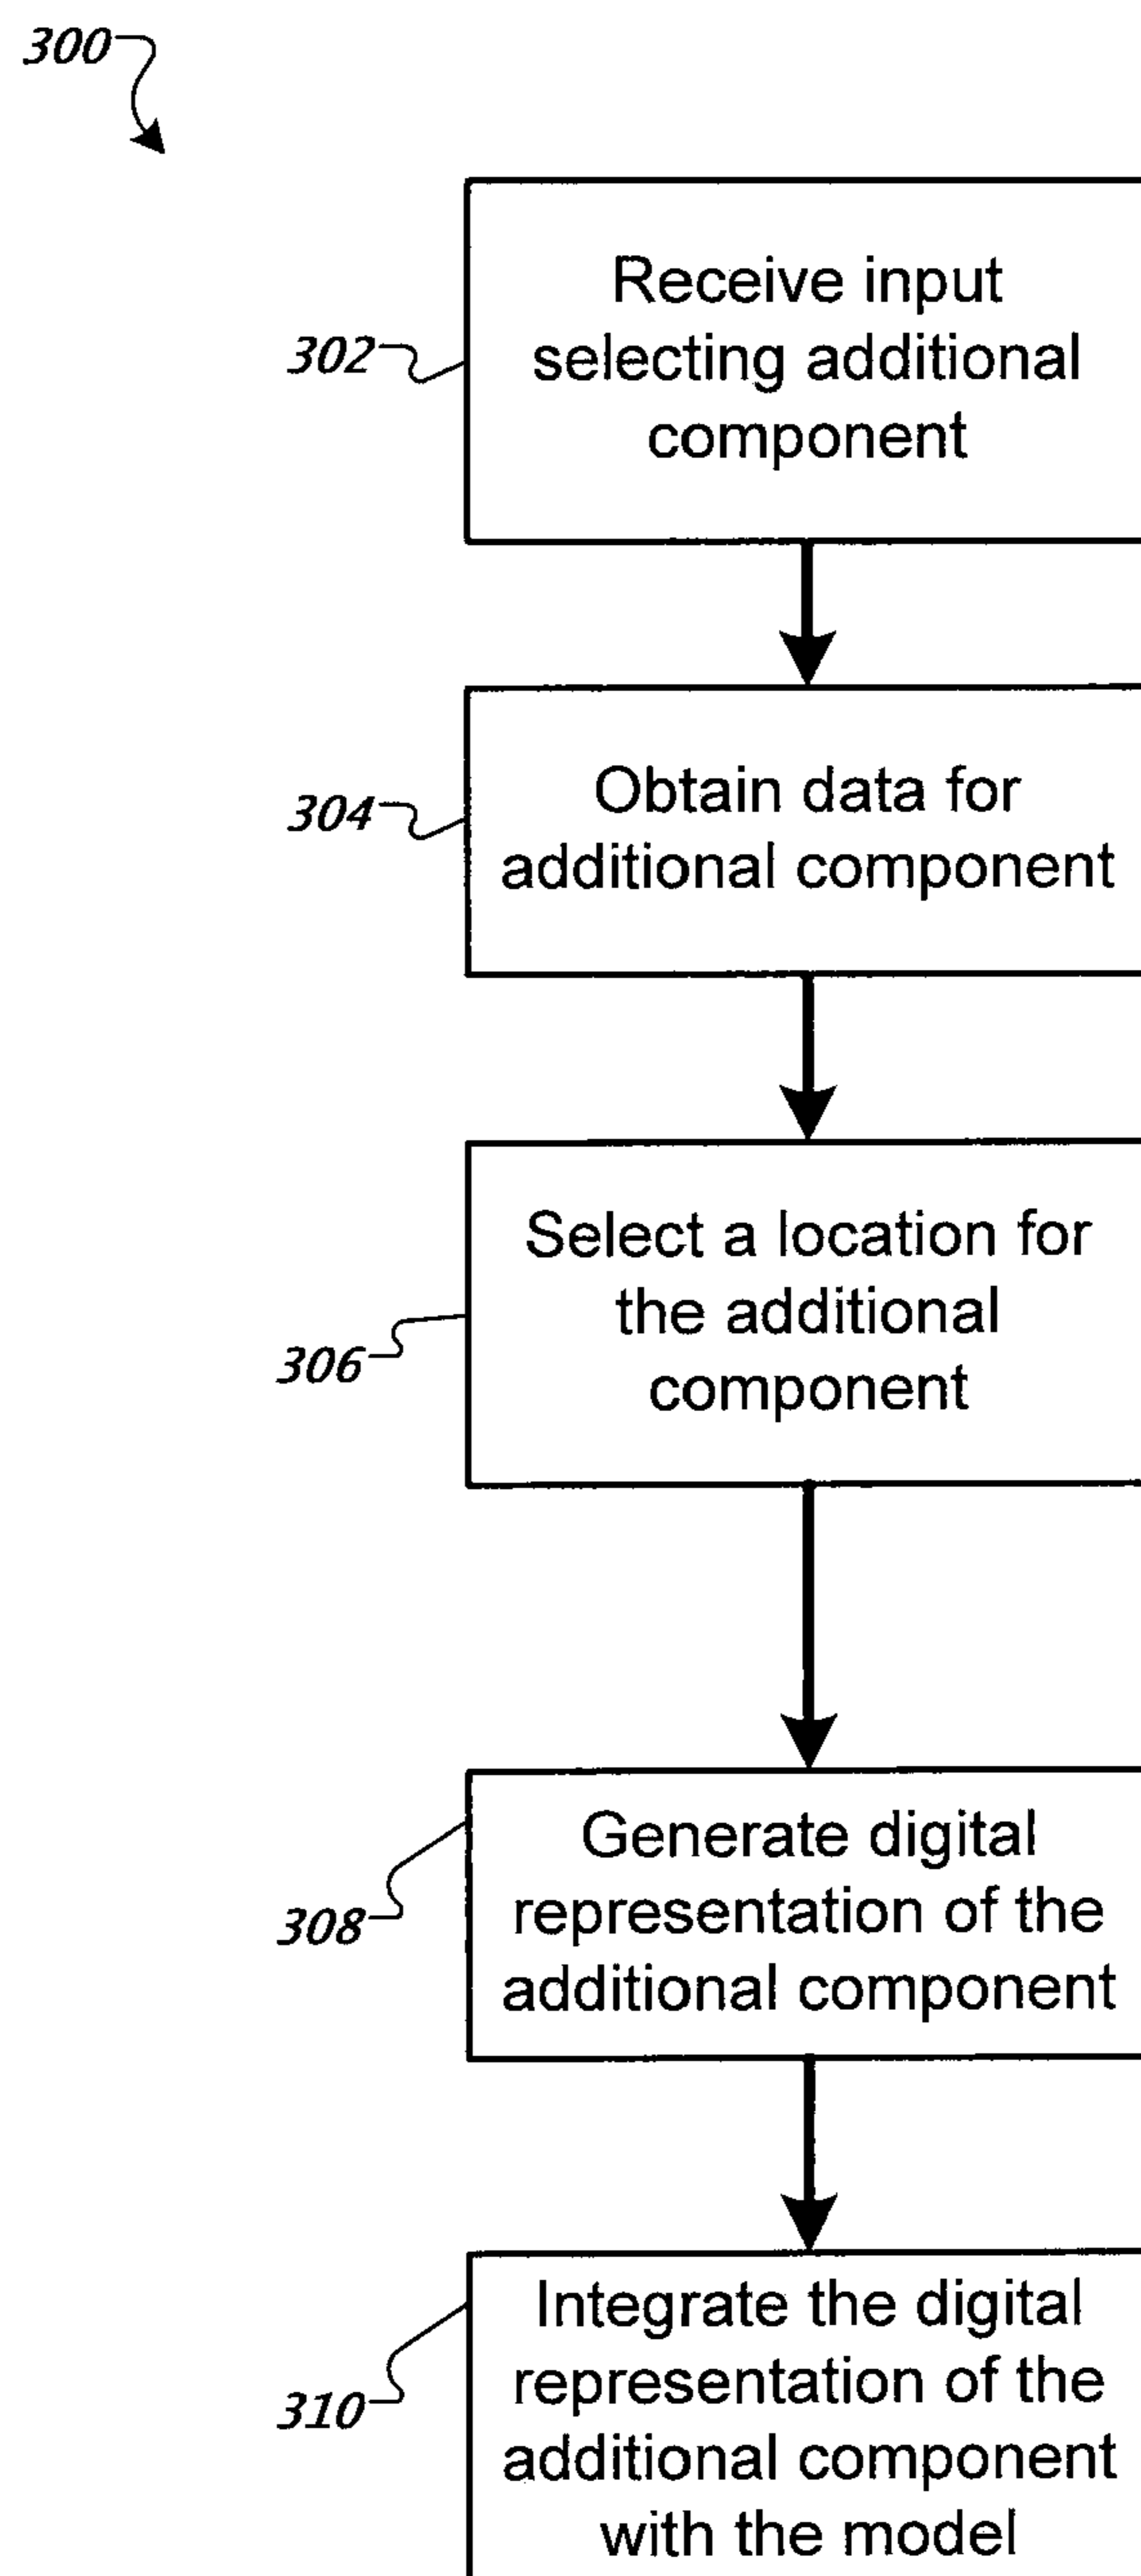 300
302
Receive input
selecting additional
component
304
Obtain data for
additional component
306
Select a location for
the additional
component
308
Generate digital
representation of the
additional component
310
Integrate the digital
representation of the
additional component
with the model